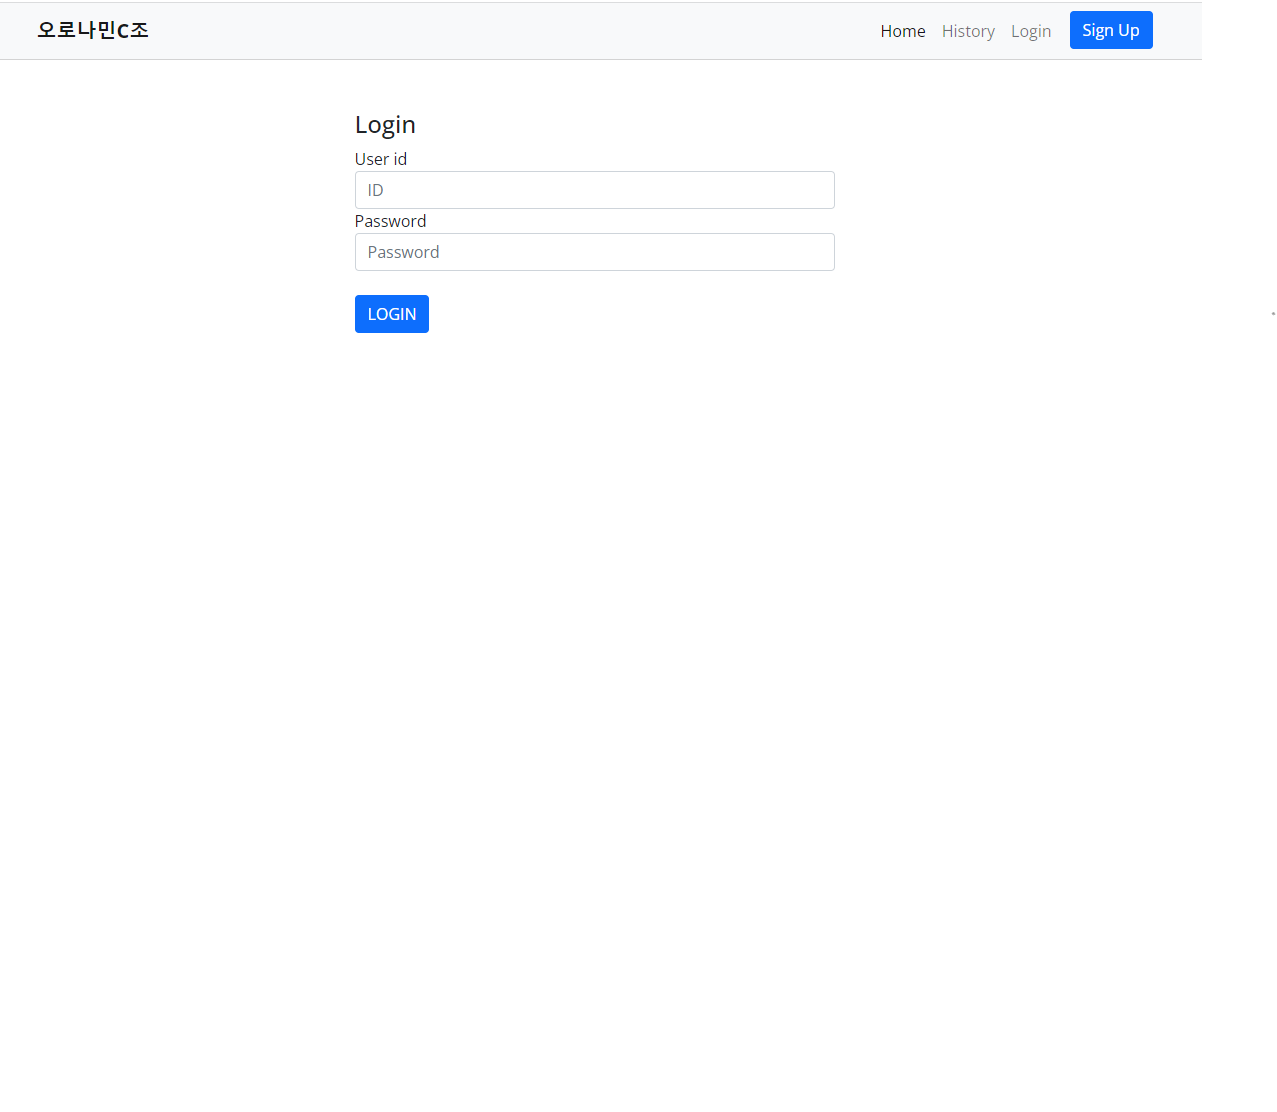 오로나민C조 Home History Login Sign Up
Login
User id
ID
Password
Password
LOGIN